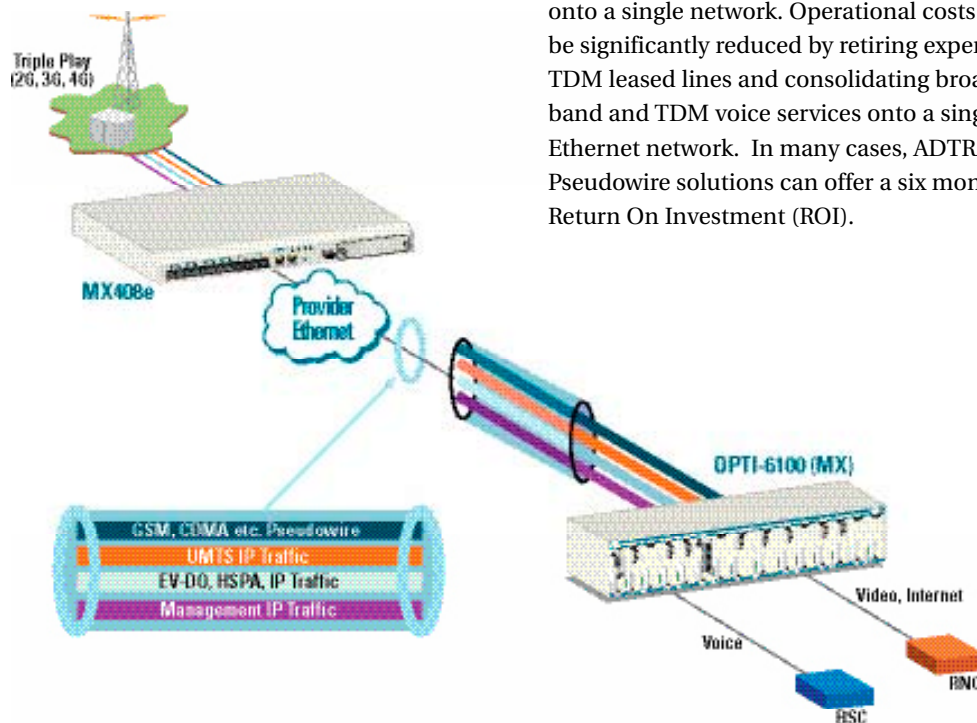 onto a single network. Operational costs
be significantly reduced by retiring exper
TDM leased lines and consolidating broa
band and TDM voice services onto a sing
Ethernet network. In many cases, ADTR
Pseudowire solutions can offer a six mon
Return On Investment (ROI).
Triple Play
(2G, 3G, 4G)
MX408e
Provider
Ethernet
OPTI-6100 (MX)
GSM, CDMA etc. Pseudowire
UMTS IP Traffic
EV-DO, HSPA, IP Traffic
Management IP Traffic
Video, Internet
Voice
RNC
BSC